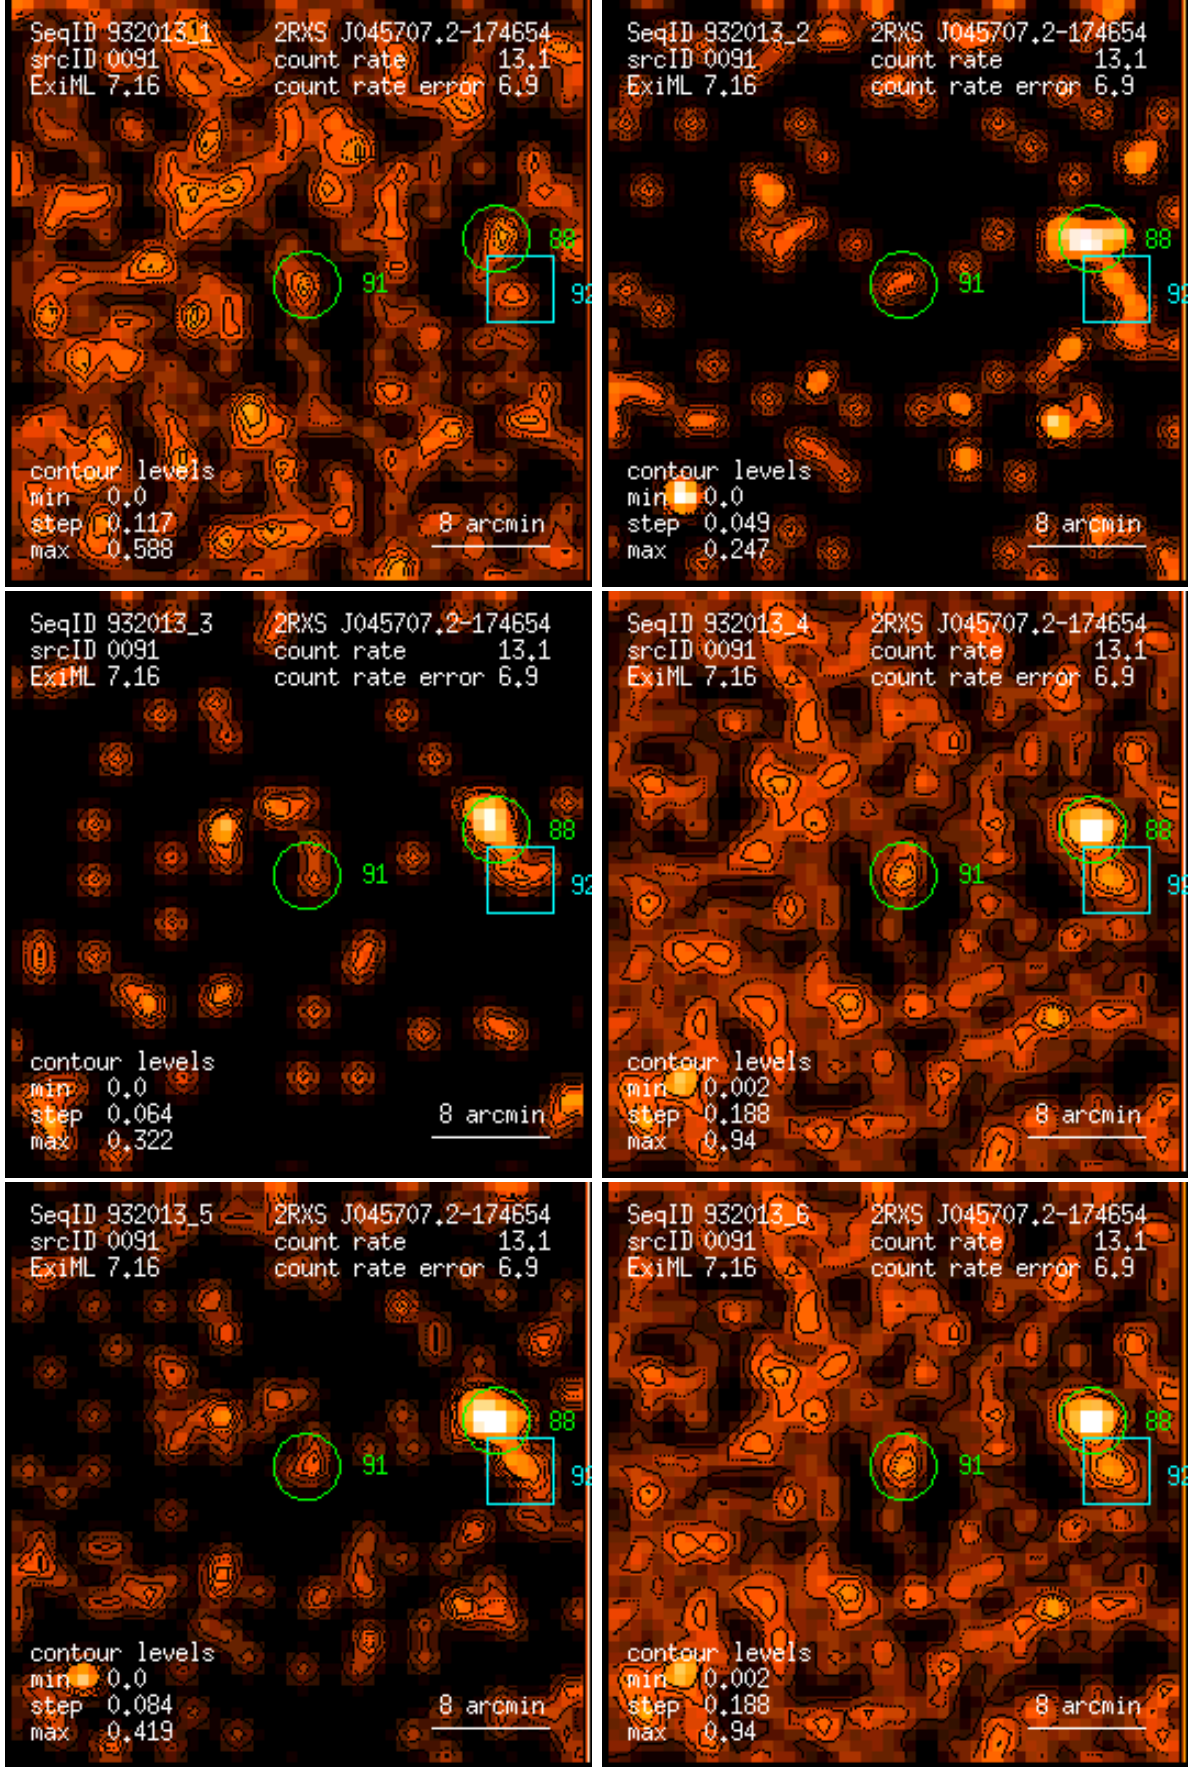 SeqID 932013_1 2RXS J045707.2-174654
srcID 0091 count rate 13.1
ExiML 7.16 count rate error 6.9
88
91
92
contour levels
min 0.0
step 0.117 8 arcmin
max 0.588
SeqID 932013_2 2RXS J045707.2-174654
srcID 0091 count rate 13.1
ExiML 7.16 count rate error 6.9
88
91
92
contour levels
min 0.0
step 0.049 8 arcmin
max 0.247
SeqID 932013_3 2RXS J045707.2-174654
srcID 0091 count rate 13.1
ExiML 7.16 count rate error 6.9
88
91
92
contour levels
min 0.0
step 0.064 8 arcmin
max 0.322
SeqID 932013_4 2RXS J045707.2-174654
srcID 0091 count rate 13.1
ExiML 7.16 count rate error 6.9
88
91
92
contour levels
min 0.002
step 0.188 8 arcmin
max 0.94
SeqID 932013_5 2RXS J045707.2-174654
srcID 0091 count rate 13.1
ExiML 7.16 count rate error 6.9
88
91
92
contour levels
min 0.0
step 0.084 8 arcmin
max 0.419
SeqID 932013_6 2RXS J045707.2-174654
srcID 0091 count rate 13.1
ExiML 7.16 count rate error 6.9
88
91
92
contour levels
min 0.002
step 0.188 8 arcmin
max 0.94